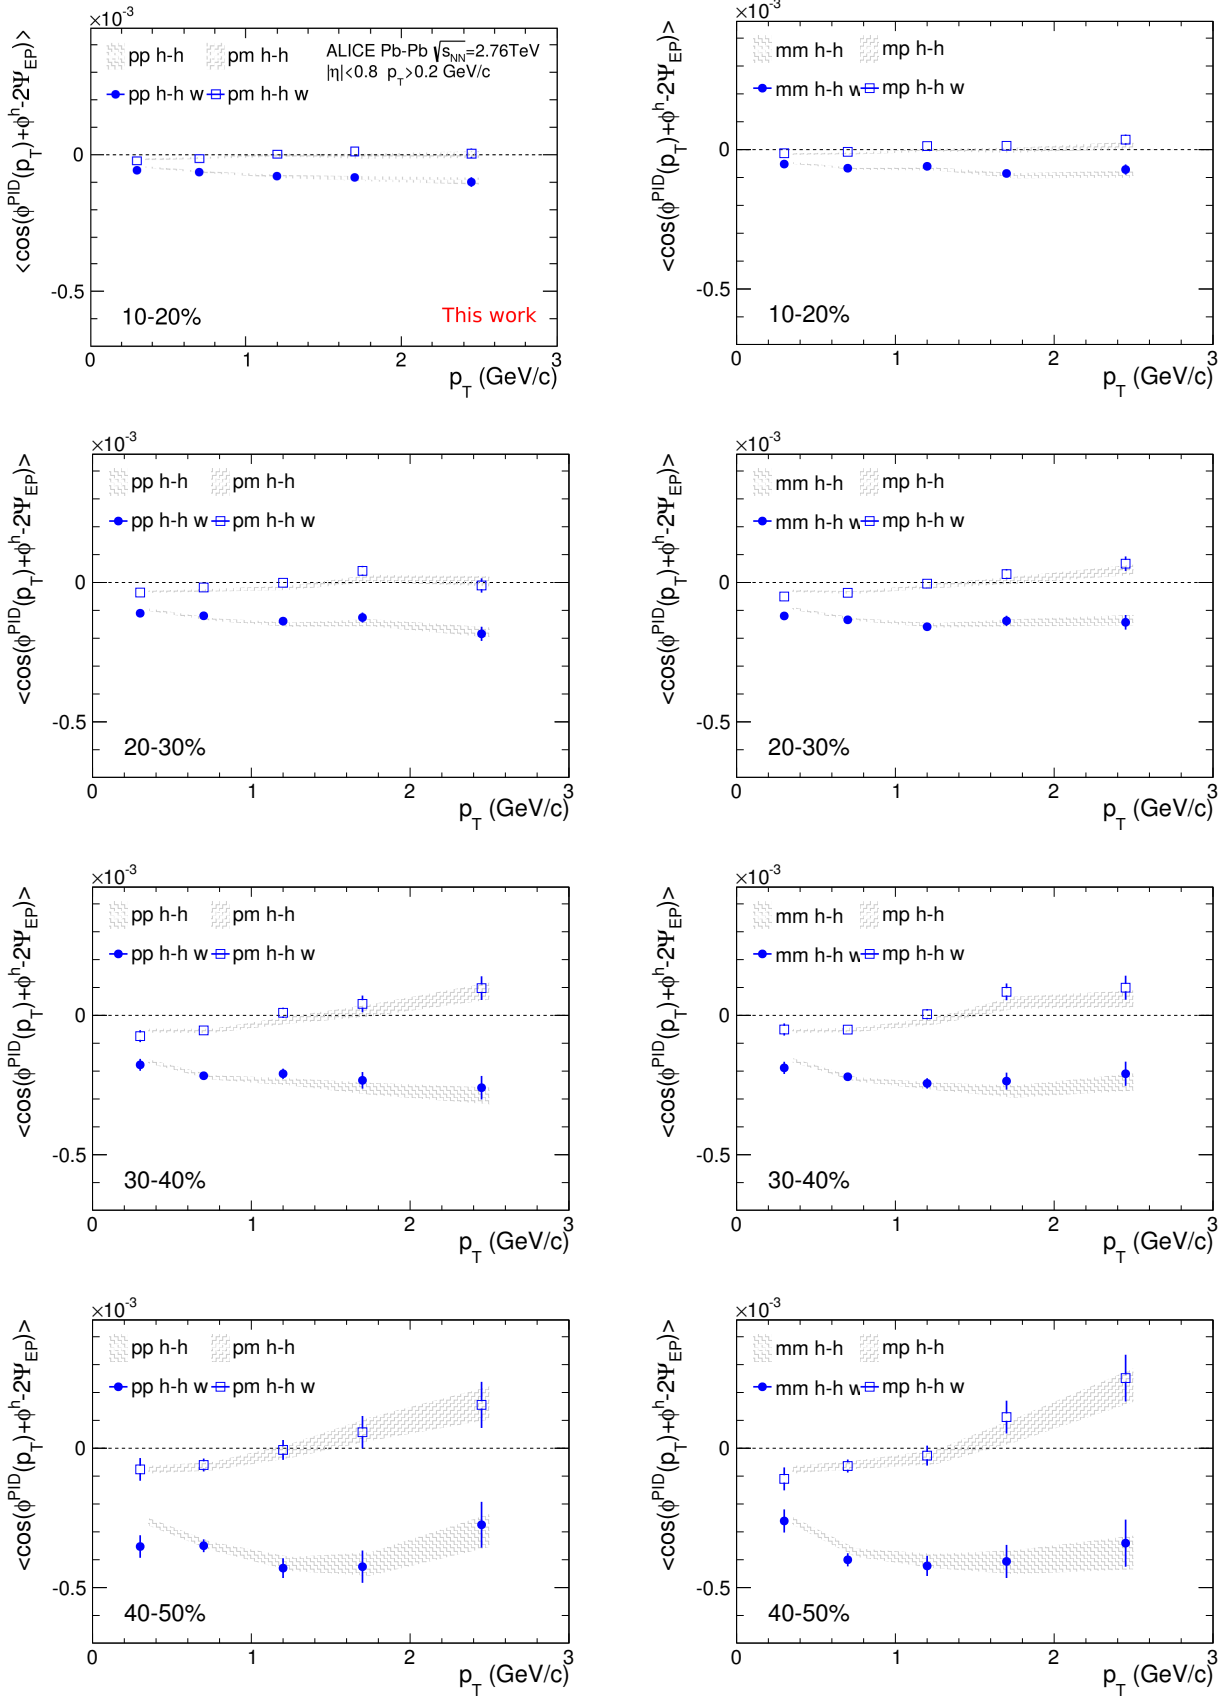 ×10⁻³
<cos(ϕ^PID(p_T)+ϕ^h-2Ψ_EP)>
pp h-h pm h-h
ALICE Pb-Pb √s_NN=2.76TeV
|η|<0.8 p_T>0.2 GeV/c
pp h-h w pm h-h w
0
-0.5
10-20%
This work
0 1 2 3
p_T (GeV/c)
×10⁻³
<cos(ϕ^PID(p_T)+ϕ^h-2Ψ_EP)>
mm h-h mp h-h
mm h-h w mp h-h w
0
-0.5
10-20%
0 1 2 3
p_T (GeV/c)
×10⁻³
<cos(ϕ^PID(p_T)+ϕ^h-2Ψ_EP)>
pp h-h pm h-h
pp h-h w pm h-h w
0
-0.5
20-30%
0 1 2 3
p_T (GeV/c)
×10⁻³
<cos(ϕ^PID(p_T)+ϕ^h-2Ψ_EP)>
mm h-h mp h-h
mm h-h w mp h-h w
0
-0.5
20-30%
0 1 2 3
p_T (GeV/c)
×10⁻³
<cos(ϕ^PID(p_T)+ϕ^h-2Ψ_EP)>
pp h-h pm h-h
pp h-h w pm h-h w
0
-0.5
30-40%
0 1 2 3
p_T (GeV/c)
×10⁻³
<cos(ϕ^PID(p_T)+ϕ^h-2Ψ_EP)>
mm h-h mp h-h
mm h-h w mp h-h w
0
-0.5
30-40%
0 1 2 3
p_T (GeV/c)
×10⁻³
<cos(ϕ^PID(p_T)+ϕ^h-2Ψ_EP)>
pp h-h pm h-h
pp h-h w pm h-h w
0
-0.5
40-50%
0 1 2 3
p_T (GeV/c)
×10⁻³
<cos(ϕ^PID(p_T)+ϕ^h-2Ψ_EP)>
mm h-h mp h-h
mm h-h w mp h-h w
0
-0.5
40-50%
0 1 2 3
p_T (GeV/c)